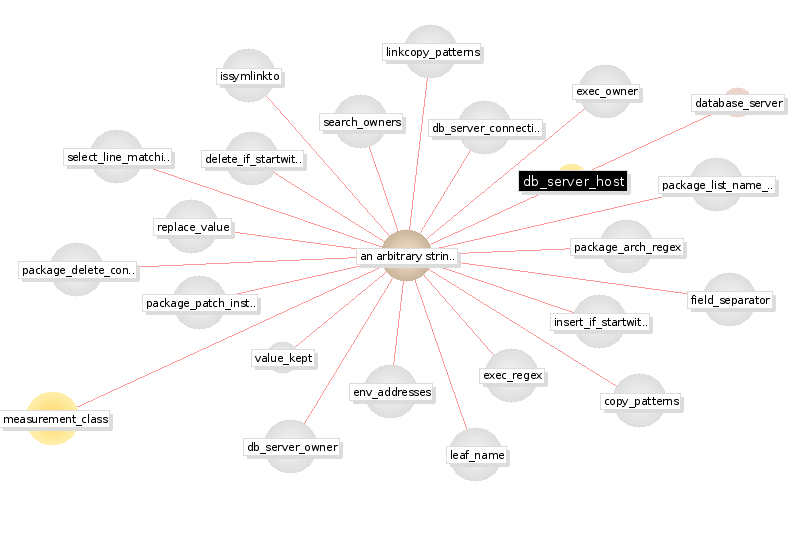 linkcopy_patterns
issymlinkto
exec_owner
database_server
search_owners
db_server_connecti..
select_line_matchi..
delete_if_startwit..
db_server_host
package_list_name_..
replace_value
package_arch_regex
an arbitrary strin..
package_delete_con..
package_patch_inst..
field_separator
insert_if_startwit..
value_kept
exec_regex
env_addresses
copy_patterns
measurement_class
db_server_owner
leaf_name